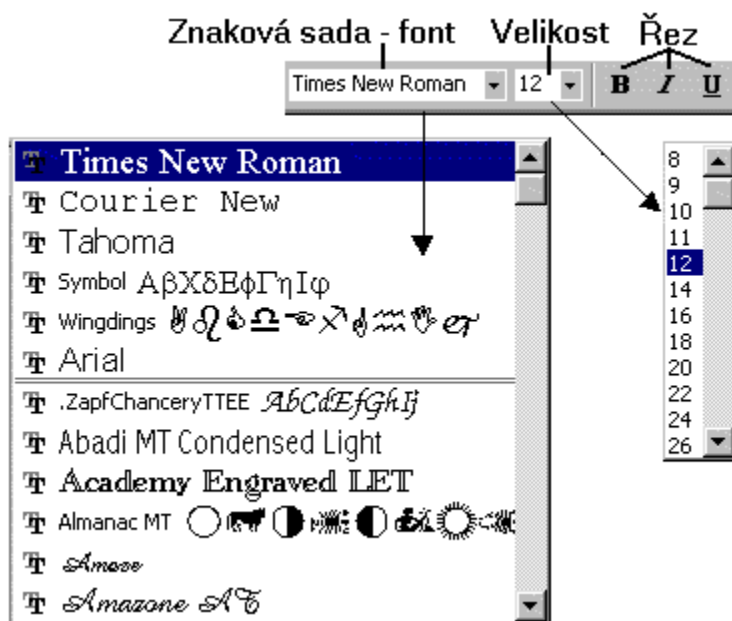 Znaková sada - font Velikost Řez
Times New Roman 12 B I U
Times New Roman
Courier New
Tahoma
Symbol ΑβΧδΕφΓηΙφ
Wingdings
Arial
.ZapfChanceryTTEE AbCdEfGhIj
Abadi MT Condensed Light
Academy Engraved LET
Almanac MT
Amaze
Amazone AT
8
9
10
11
12
14
16
18
20
22
24
26